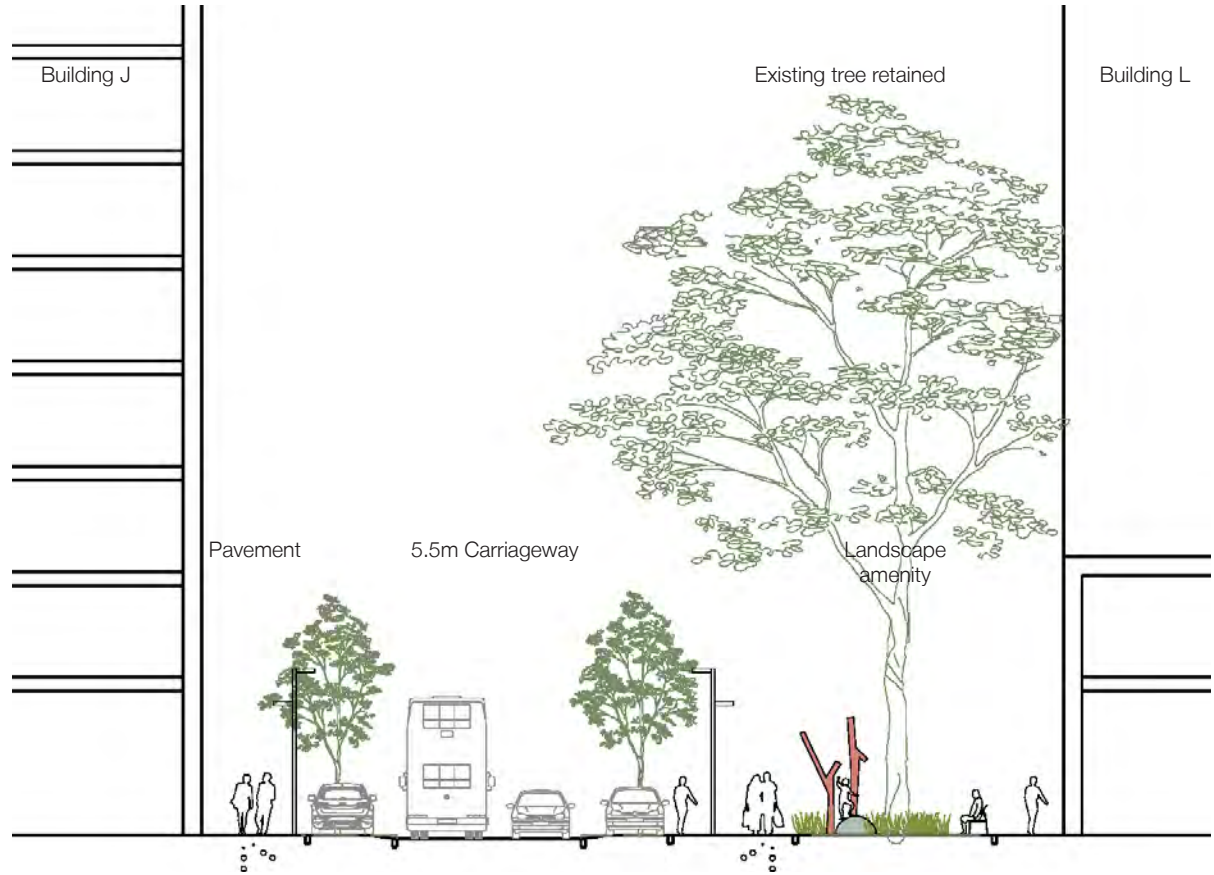 Building J
Existing tree retained
Building L
Pavement
5.5m Carriageway
Landscape
amenity